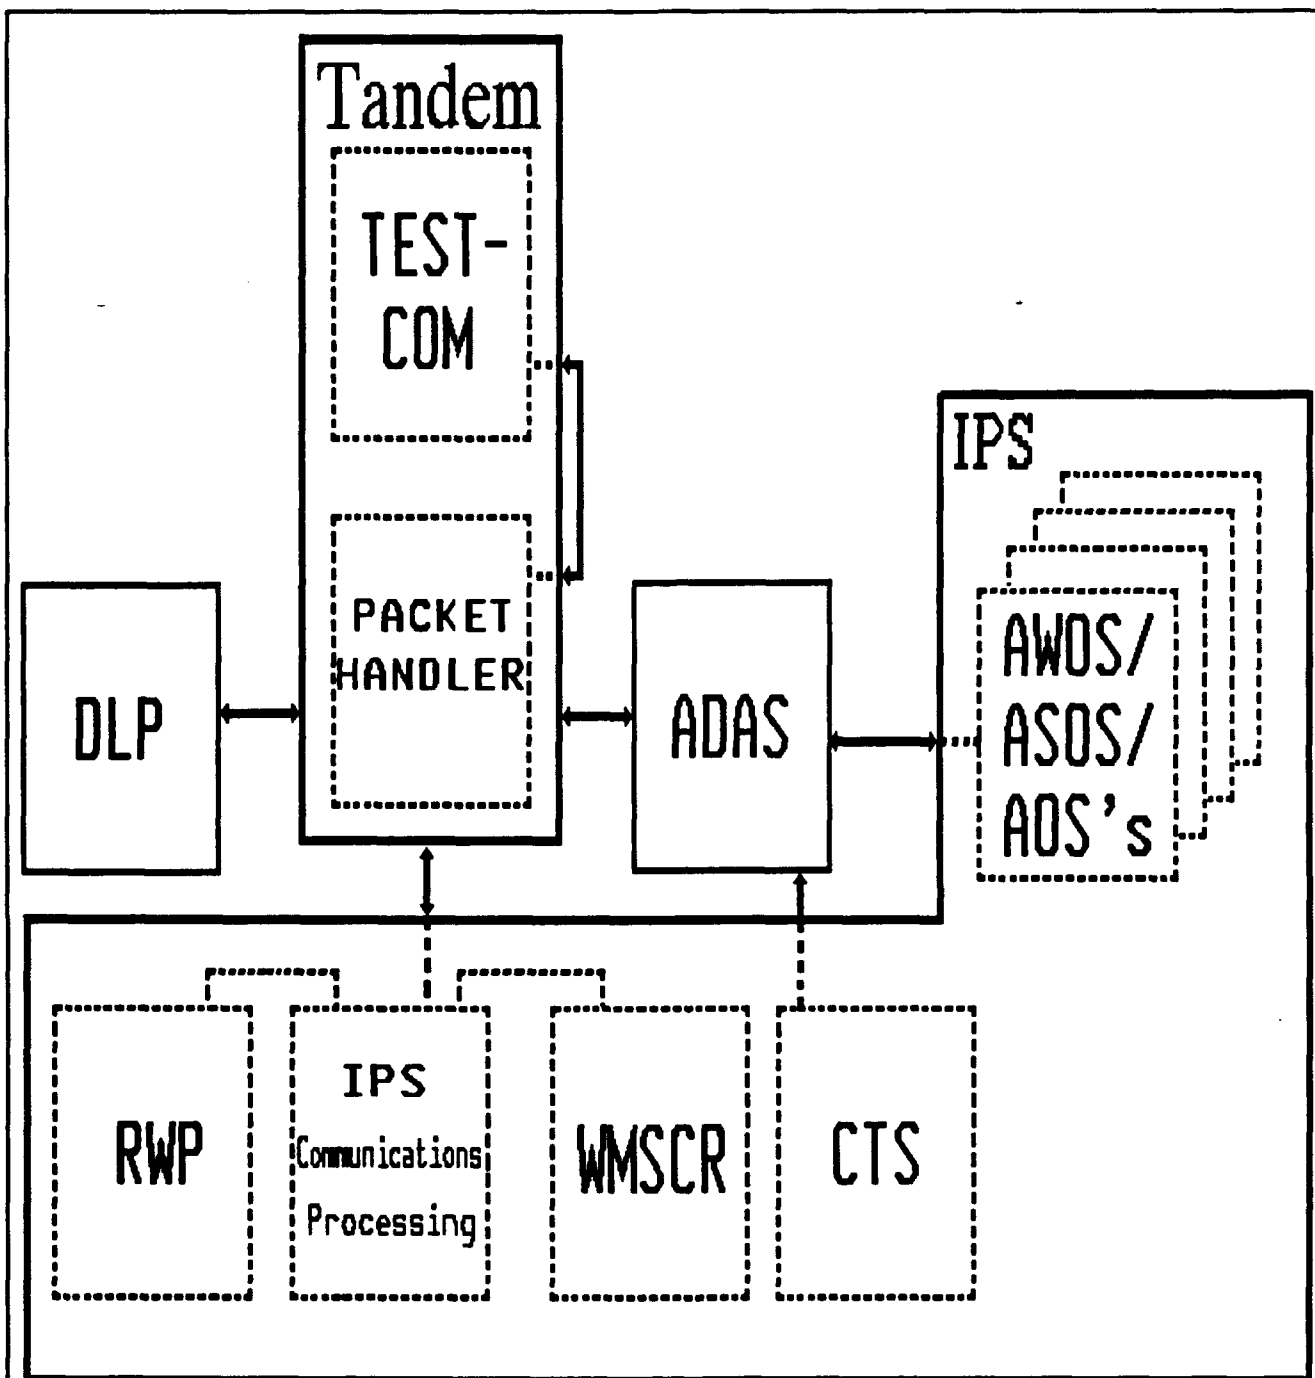 Tandem
TEST-
COM
PACKET
HANDLER
DLP
ADAS
IPS
AWOS/
ASOS/
AOS's
RWP
IPS
Communications
Processing
WMSCR
CTS